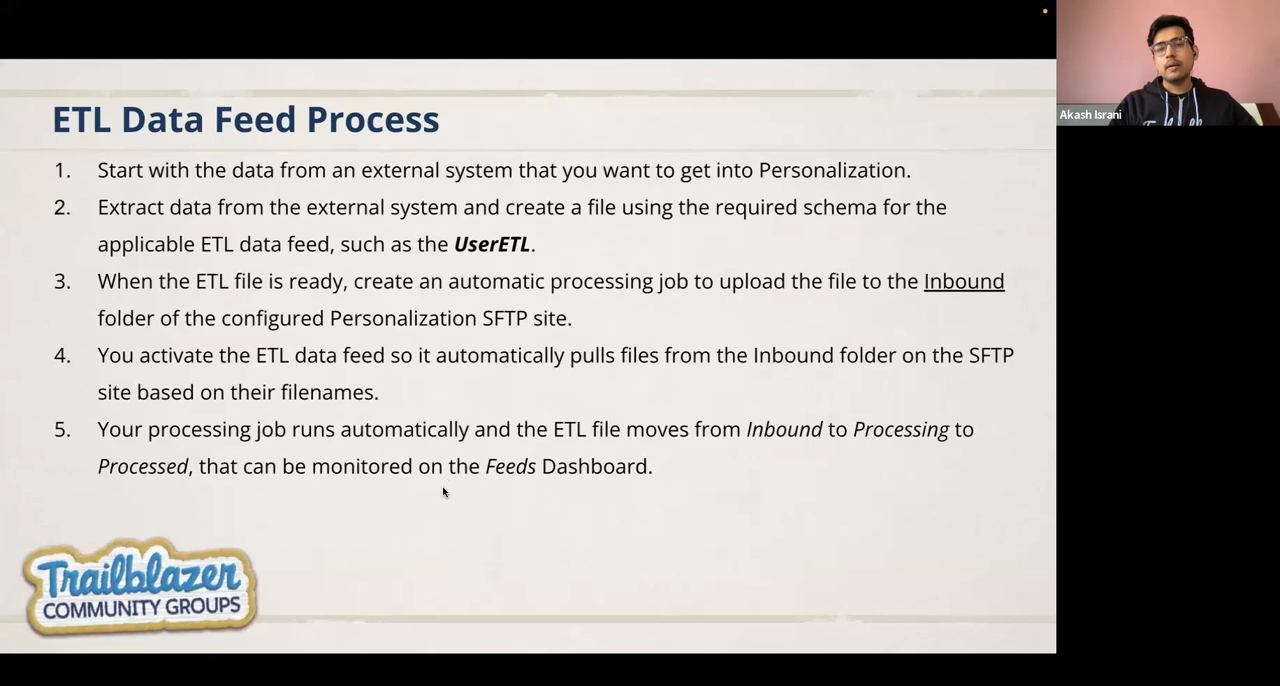 ETL Data Feed Process
1. Start with the data from an external system that you want to get into Personalization.
2. Extract data from the external system and create a file using the required schema for the
applicable ETL data feed, such as the UserETL.
3. When the ETL file is ready, create an automatic processing job to upload the file to the Inbound
folder of the configured Personalization SFTP site.
4. You activate the ETL data feed so it automatically pulls files from the Inbound folder on the SFTP
site based on their filenames.
5. Your processing job runs automatically and the ETL file moves from Inbound to Processing to
Processed, that can be monitored on the Feeds Dashboard.
Trailblazer
COMMUNITY GROUPS
Akash Israni